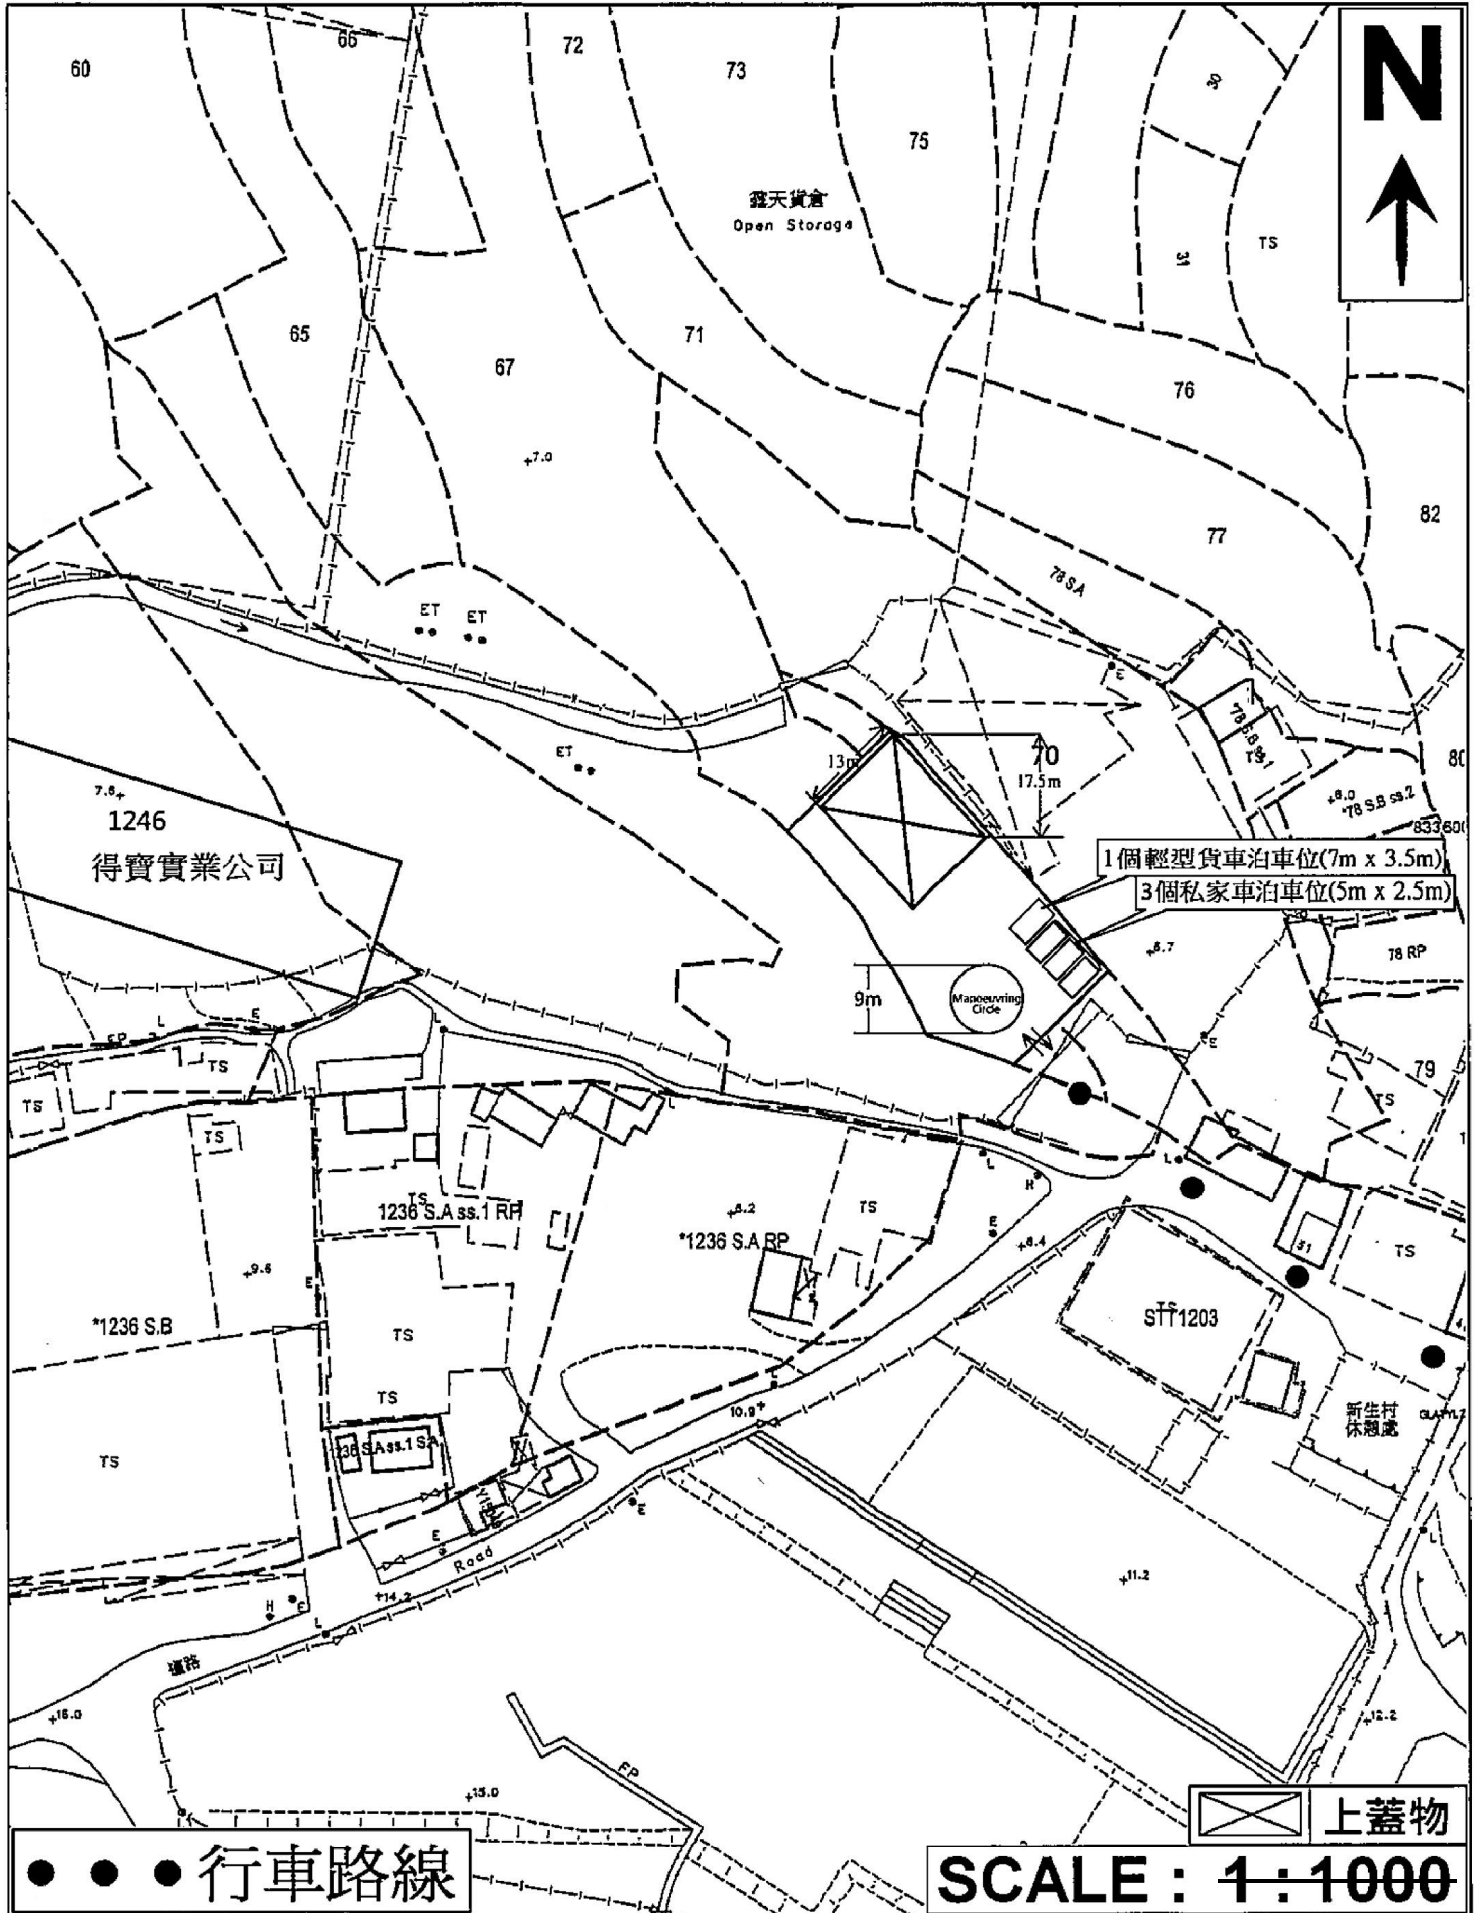 66
60
72
73
30
N
75
露天貨倉
Open Storage
31
TS
65
67
71
76
+7.0
82
77
78 S.A
ET
ET
E
78 S.B ss.1
TS
ET
70
13m
17.5m
80
+6.0
*78 S.B ss.2
7.6+
1246
得寶實業公司
1個輕型貨車泊車位(7m x 3.5m)
3個私家車泊車位(5m x 2.5m)
+6.7
78 RP
9m
Manoeuvring
Circle
L
E
FP
L
E
TS
TS
79
TS
TS
L
L
L
H
TS
1236 S.A ss.1 RP
+8.2
*1236 S.A RP
TS
E
+8.4
TS
31
+9.6
E
*1236 S.B
TS
TS
STT1203
TS
L
10.9+
新生村
休憩處
TS
E
E
Road
L
+14.2
+11.2
H
E
L
+16.0
+12.2
FP
+15.0
上蓋物
行車路線
SCALE : 1 : 1000